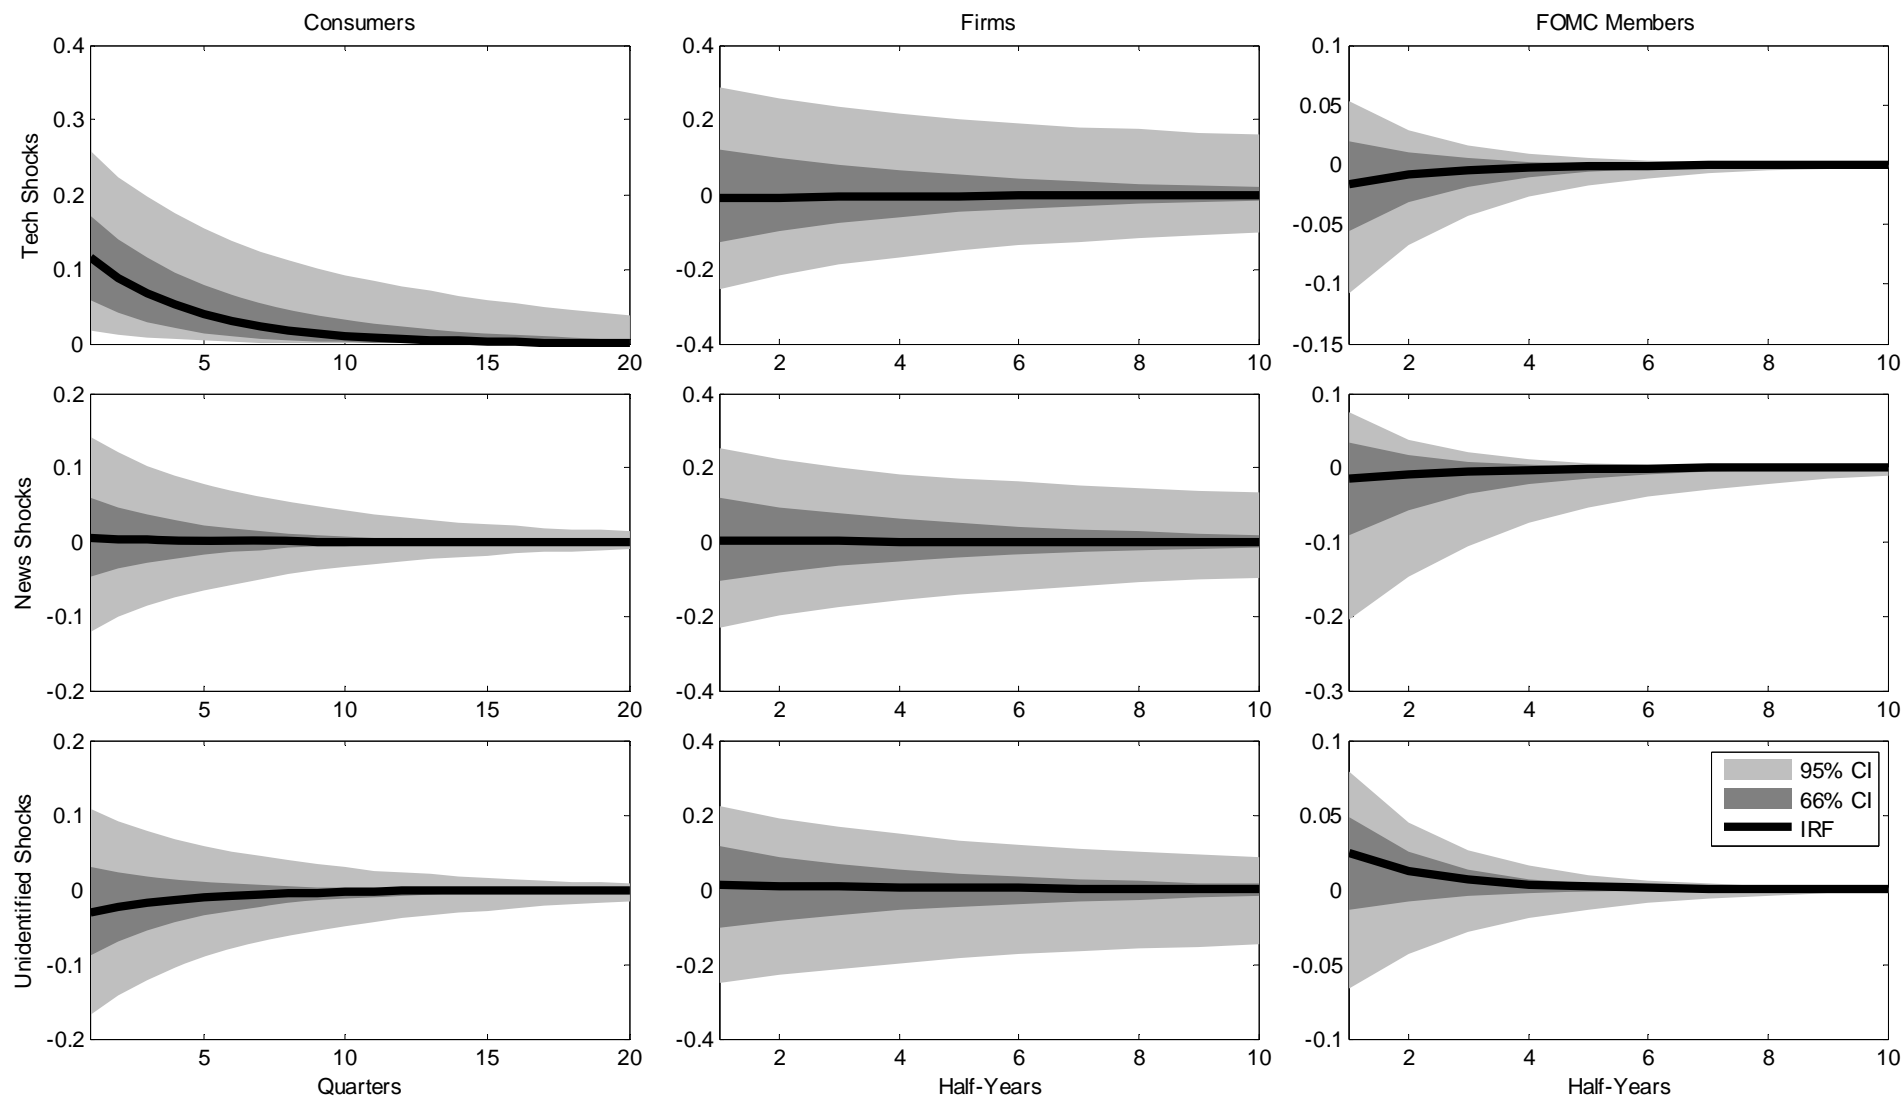 Consumers Firms FOMC Members
Tech Shocks
0.4
0.3
0.2
0.1
0
5 10 15 20
0.4
0.2
0
-0.2
-0.4
2 4 6 8 10
0.1
0.05
0
-0.05
-0.1
-0.15
2 4 6 8 10
News Shocks
0.2
0.1
0
-0.1
-0.2
5 10 15 20
0.4
0.2
0
-0.2
-0.4
2 4 6 8 10
0.1
0
-0.1
-0.2
-0.3
2 4 6 8 10
Unidentified Shocks
0.2
0.1
0
-0.1
-0.2
5 10 15 20
Quarters
0.4
0.2
0
-0.2
-0.4
2 4 6 8 10
Half-Years
0.1
0.05
0
-0.05
-0.1
95% CI
66% CI
IRF
2 4 6 8 10
Half-Years